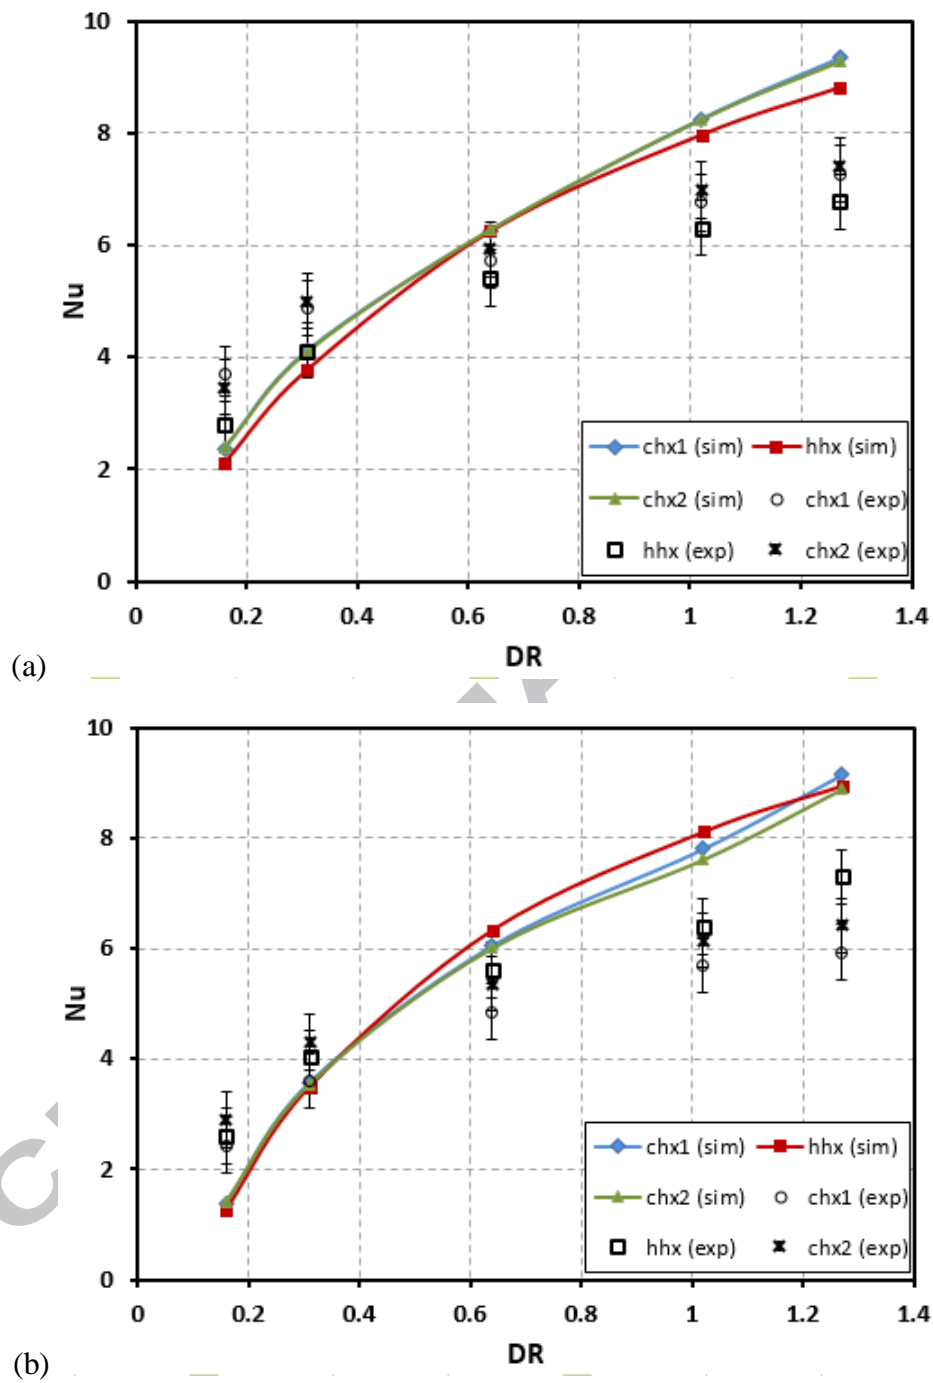 10
8
6
4
2
0
Nu
chx1 (sim) hhx (sim)
chx2 (sim) chx1 (exp)
hhx (exp) chx2 (exp)
0 0.2 0.4 0.6 0.8 1 1.2 1.4
DR
(a)
10
8
6
4
2
0
Nu
chx1 (sim) hhx (sim)
chx2 (sim) chx1 (exp)
hhx (exp) chx2 (exp)
0 0.2 0.4 0.6 0.8 1 1.2 1.4
DR
(b)